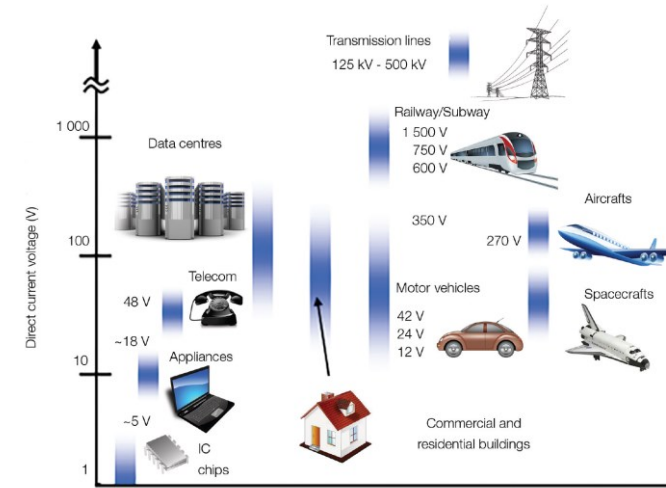 Transmission lines
125 kV - 500 kV
Railway/Subway
1 000
1 500 V
750 V
600 V
Data centres
Aircrafts
350 V
270 V
100
Direct current voltage (V)
Telecom
48 V
Motor vehicles
Spacecrafts
42 V
24 V
12 V
~18 V
Appliances
10
~5 V
IC
chips
Commercial and
residential buildings
1